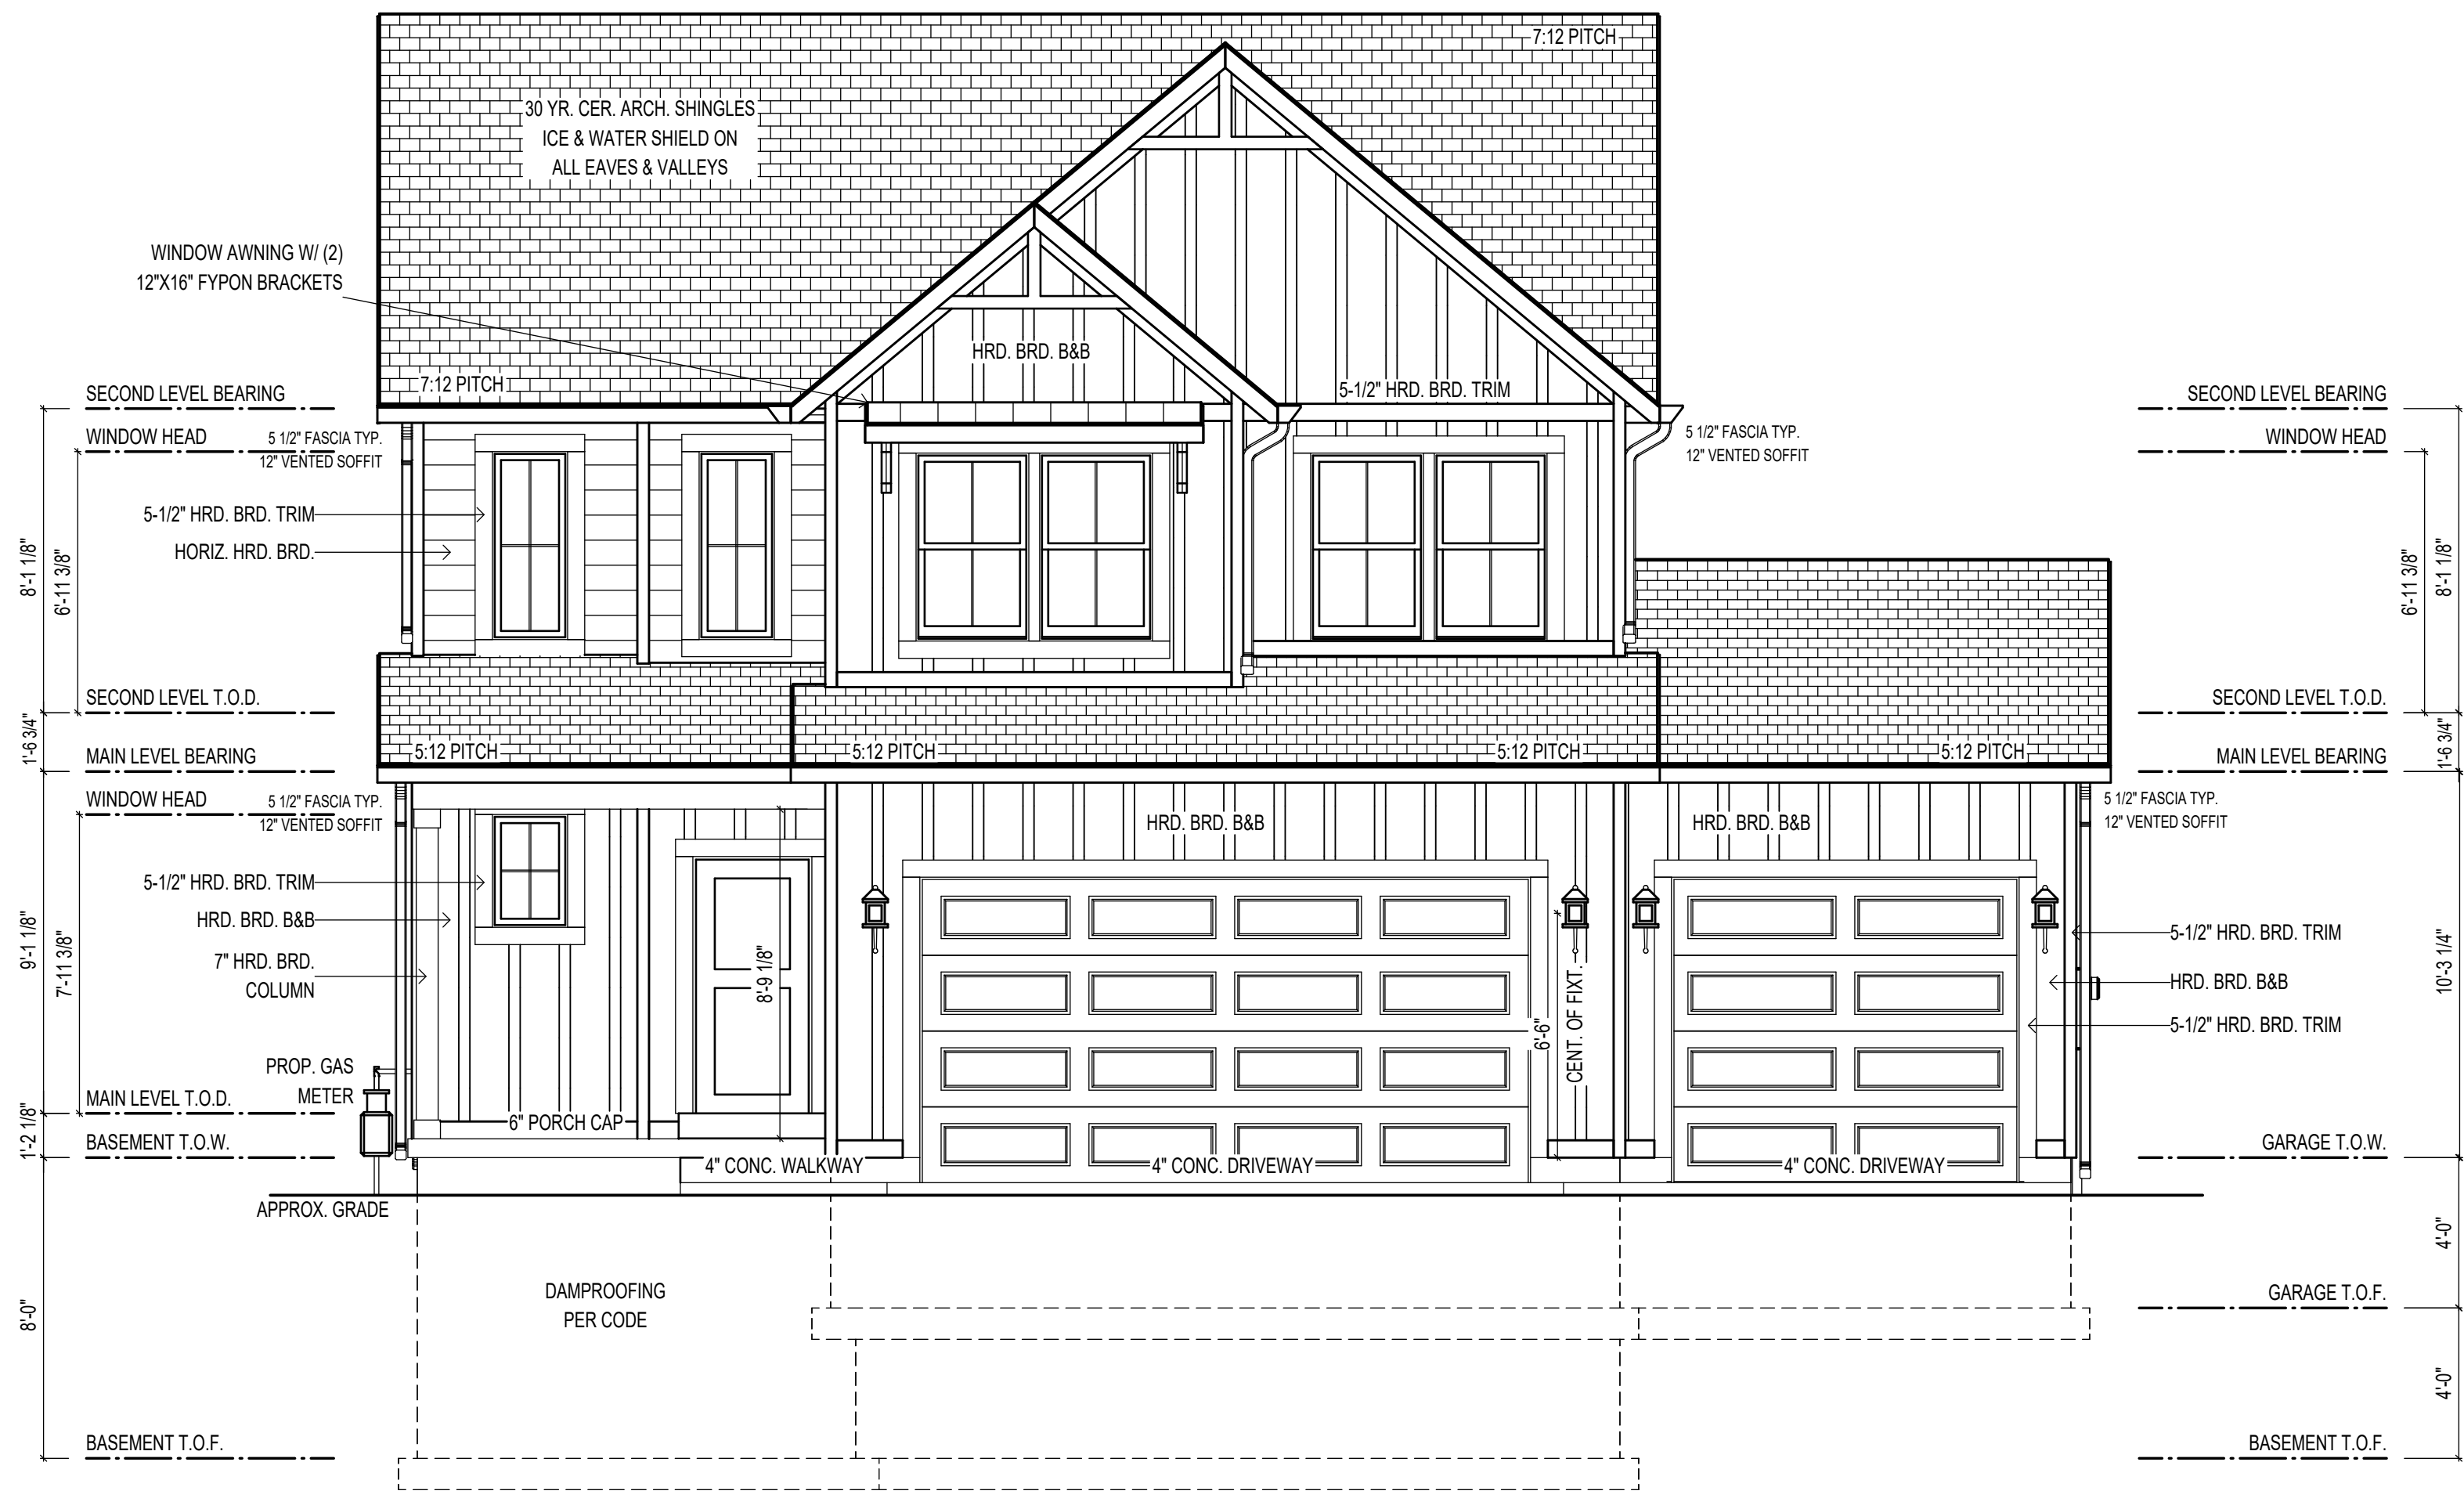 7:12 PITCH
30 YR. CER. ARCH. SHINGLES
ICE & WATER SHIELD ON
ALL EAVES & VALLEYS
WINDOW AWNING W/ (2)
12"X16" FYPON BRACKETS
HRD. BRD. B&B
7:12 PITCH
5-1/2" HRD. BRD. TRIM
SECOND LEVEL BEARING
SECOND LEVEL BEARING
WINDOW HEAD
5 1/2" FASCIA TYP.
12" VENTED SOFFIT
5 1/2" FASCIA TYP.
12" VENTED SOFFIT
WINDOW HEAD
5-1/2" HRD. BRD. TRIM
HORIZ. HRD. BRD.
8'-1 1/8"
6'-11 3/8"
6'-11 3/8"
8'-1 1/8"
SECOND LEVEL T.O.D.
SECOND LEVEL T.O.D.
1'-6 3/4"
1'-6 3/4"
MAIN LEVEL BEARING
5:12 PITCH
5:12 PITCH
5:12 PITCH
5:12 PITCH
MAIN LEVEL BEARING
WINDOW HEAD
5 1/2" FASCIA TYP.
12" VENTED SOFFIT
HRD. BRD. B&B
HRD. BRD. B&B
5 1/2" FASCIA TYP.
12" VENTED SOFFIT
5-1/2" HRD. BRD. TRIM
HRD. BRD. B&B
7" HRD. BRD.
COLUMN
9'-1 1/8"
7'-11 3/8"
8'-9 1/8"
6'-6"
CENT. OF FIXT.
5-1/2" HRD. BRD. TRIM
HRD. BRD. B&B
5-1/2" HRD. BRD. TRIM
10'-3 1/4"
PROP. GAS
METER
MAIN LEVEL T.O.D.
6" PORCH CAP
1'-2 1/8"
BASEMENT T.O.W.
4" CONC. WALKWAY
4" CONC. DRIVEWAY
4" CONC. DRIVEWAY
GARAGE T.O.W.
APPROX. GRADE
4'-0"
DAMPROOFING
PER CODE
GARAGE T.O.F.
8'-0"
4'-0"
BASEMENT T.O.F.
BASEMENT T.O.F.